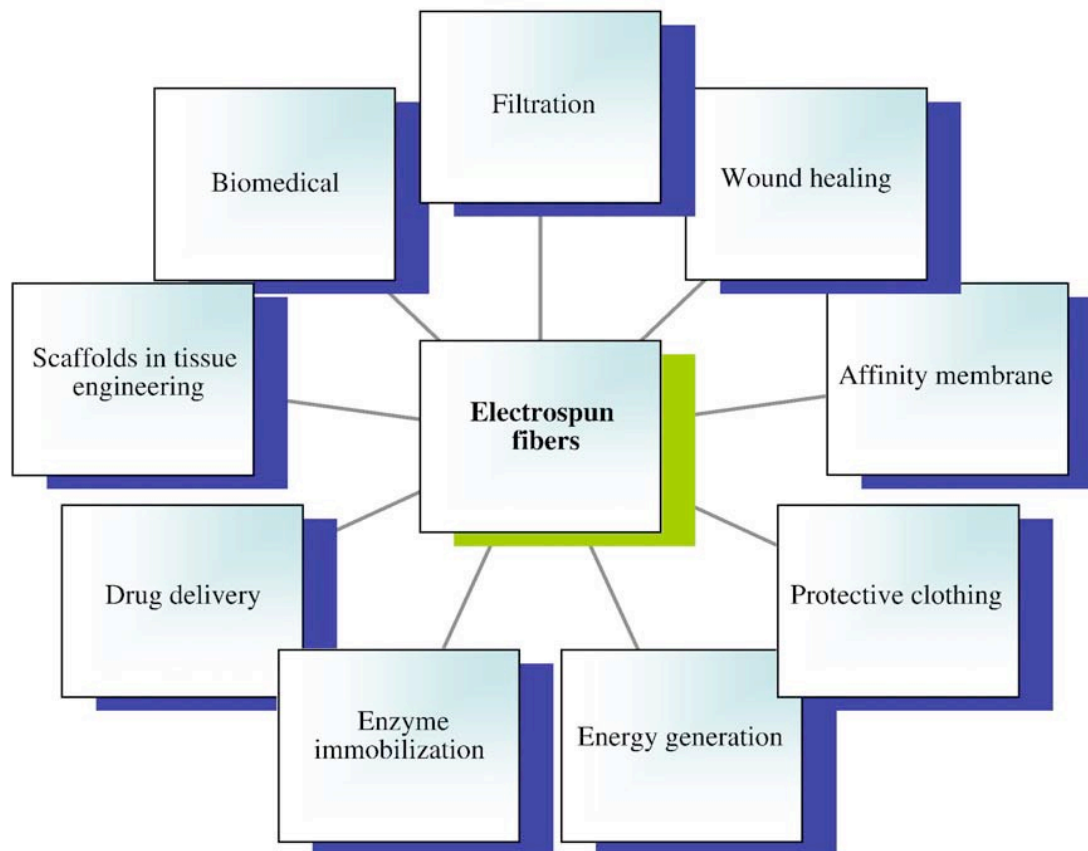 Filtration
Biomedical
Wound healing
Scaffolds in tissue
engineering
Affinity membrane
Electrospun
fibers
Drug delivery
Protective clothing
Enzyme
immobilization
Energy generation